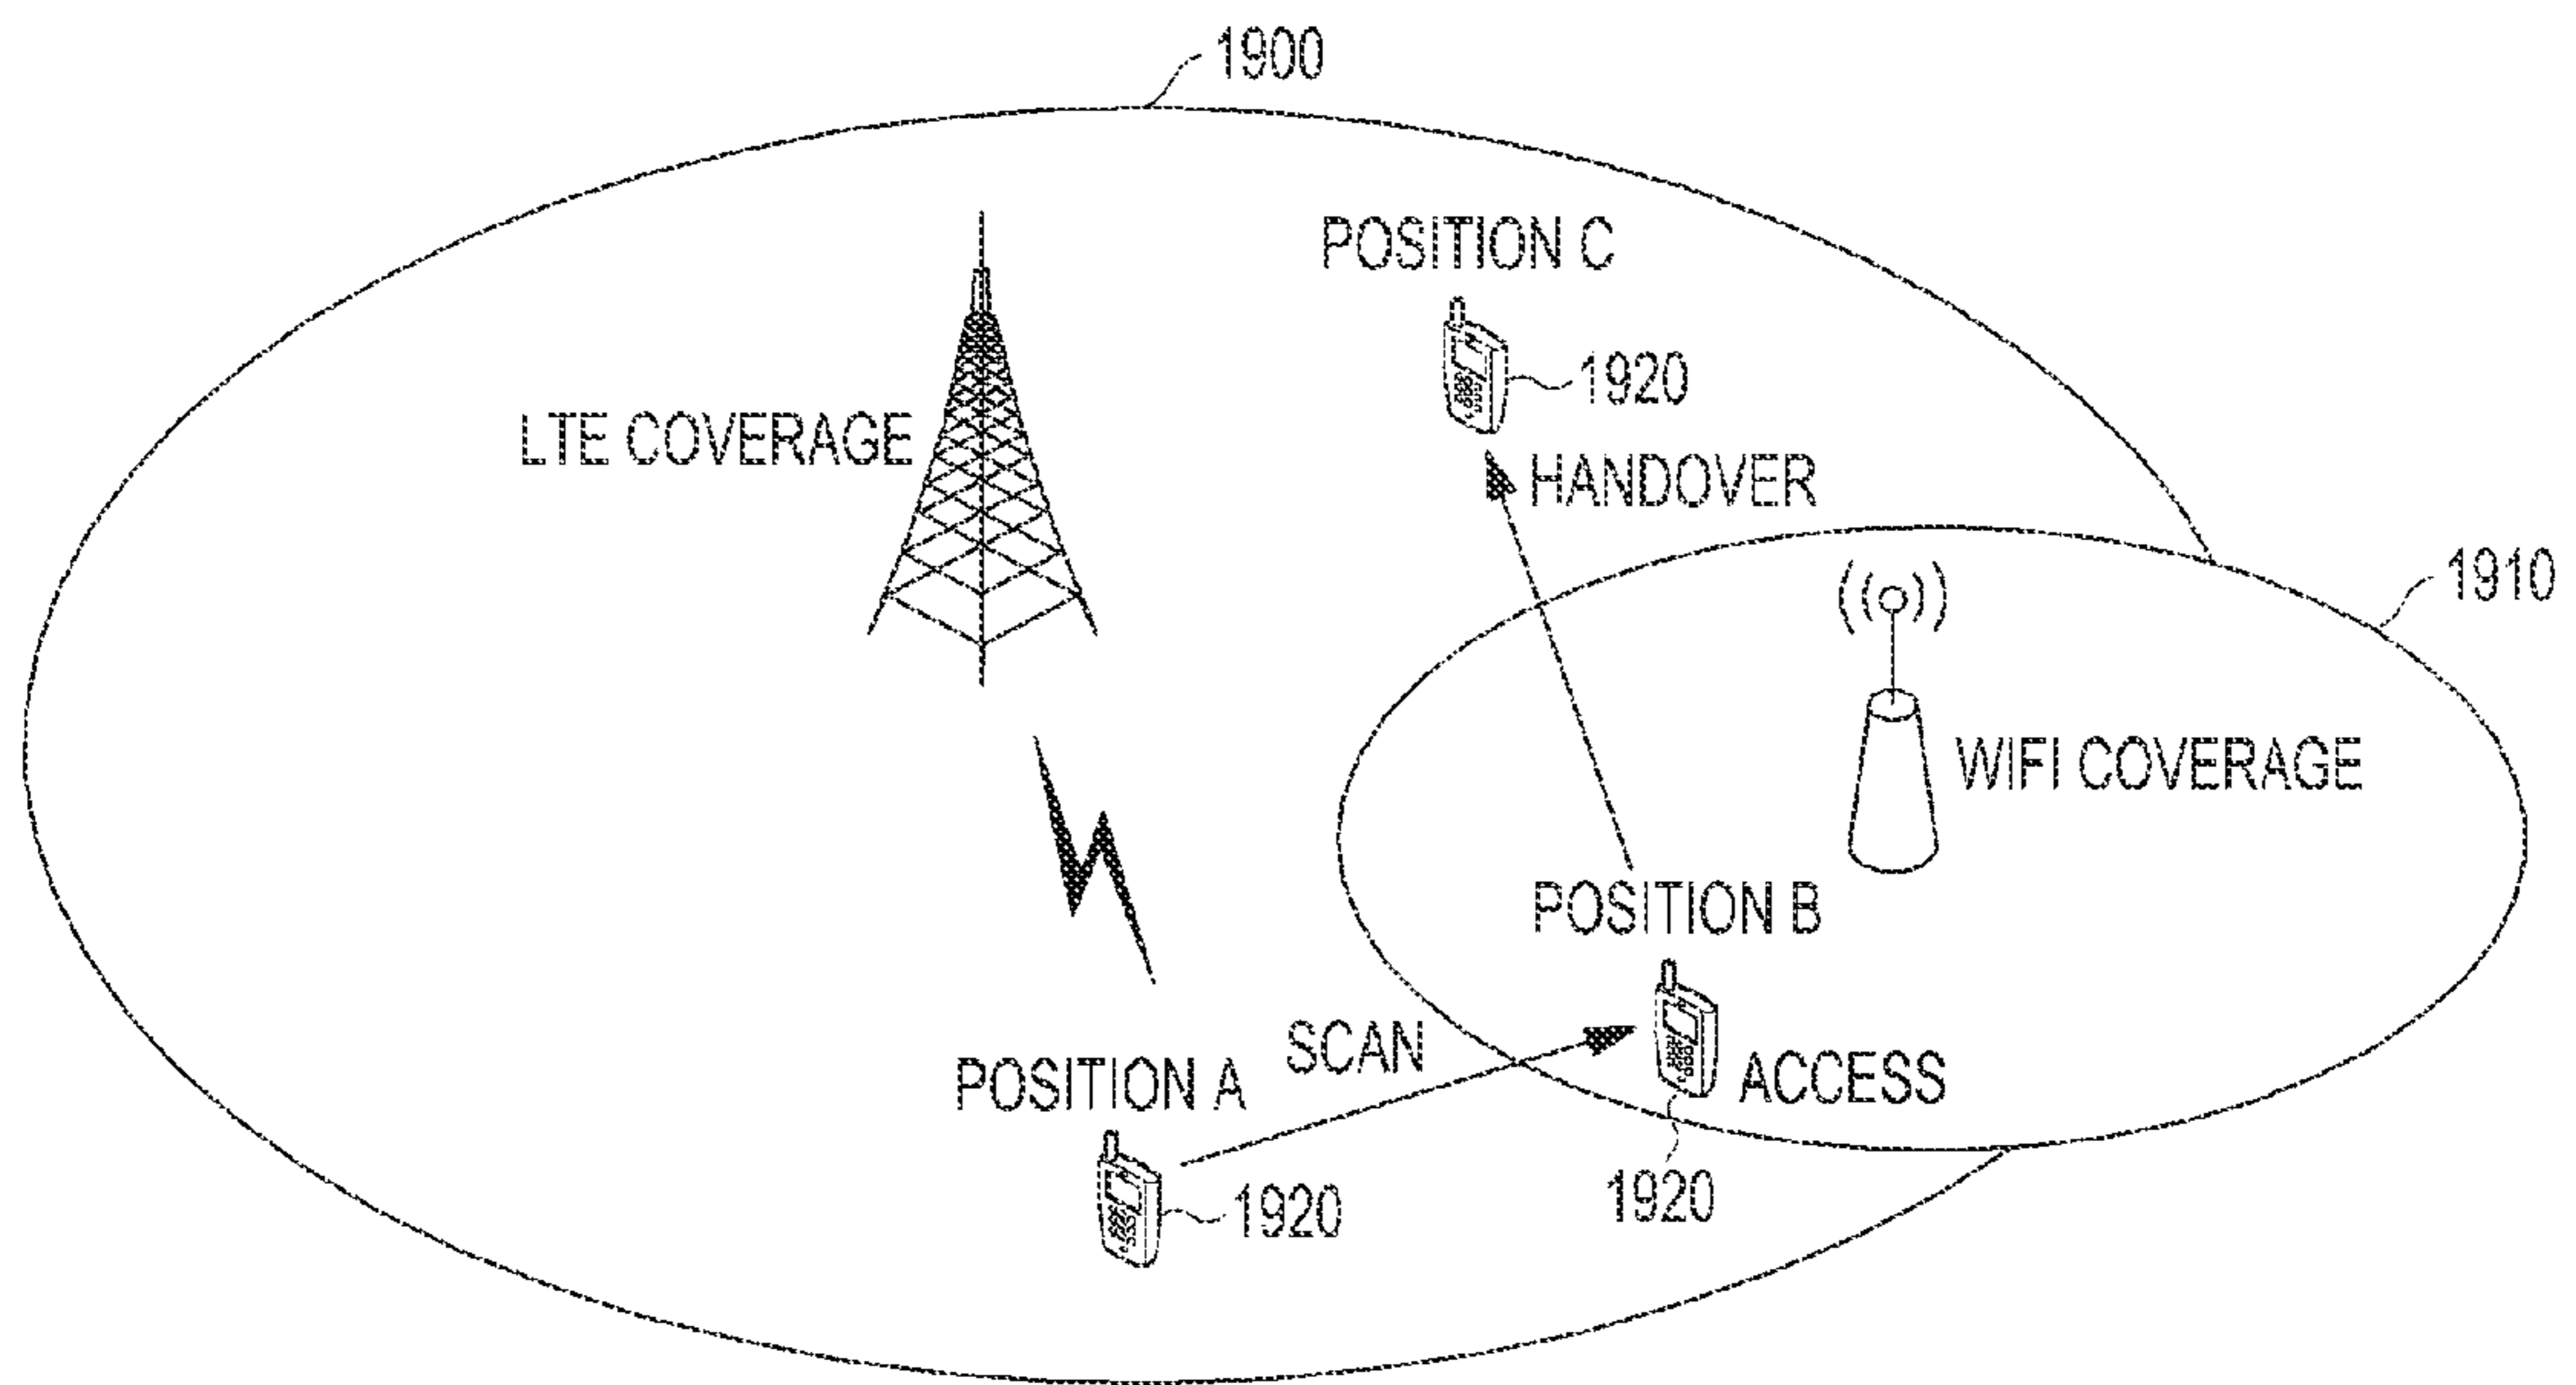 1900
POSITION C
1920
LTE COVERAGE
HANDOVER
1910
WIFI COVERAGE
POSITION B
SCAN
POSITION A
ACCESS
1920
1920